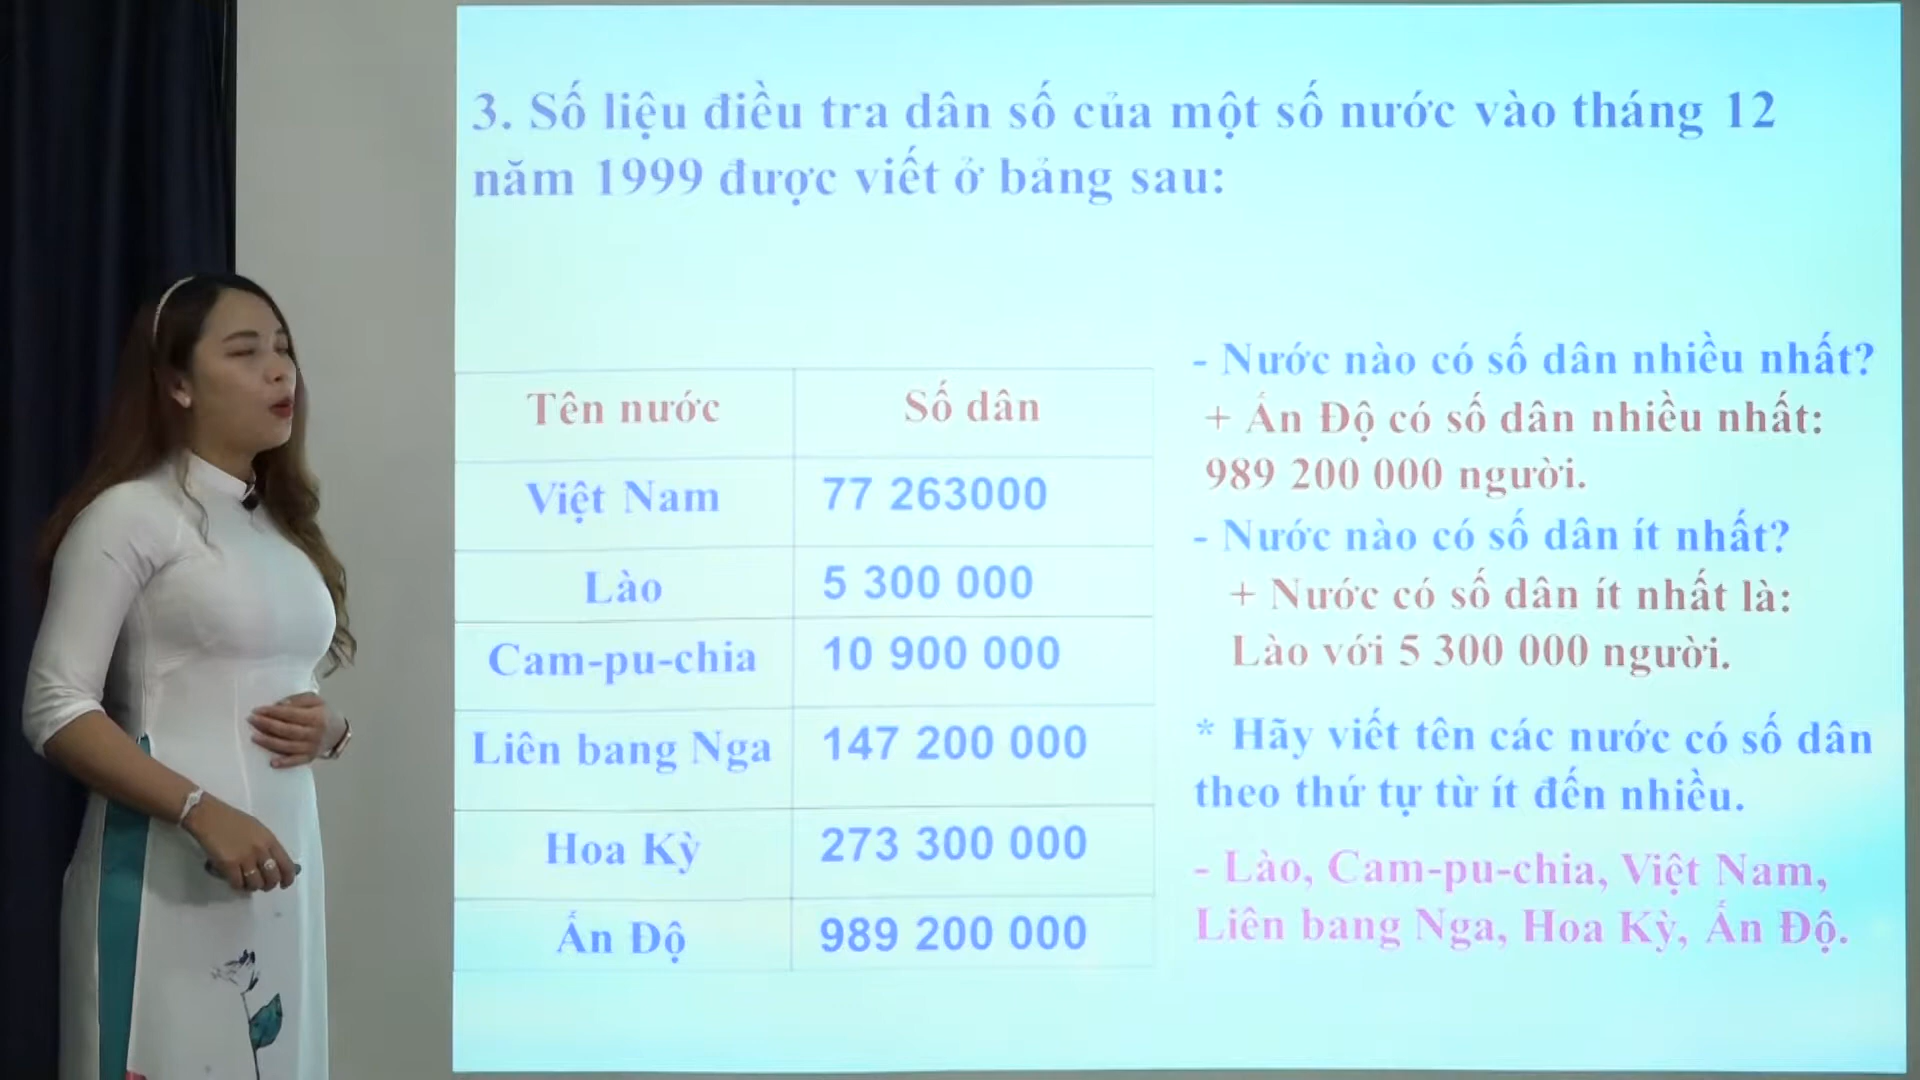 3. Số liệu điều tra dân số của một số nước vào tháng 12
năm 1999 được viết ở bảng sau:
Tên nước Số dân
Việt Nam 77 263000
Lào 5 300 000
Cam-pu-chia 10 900 000
Liên bang Nga 147 200 000
Hoa Kỳ 273 300 000
Ấn Độ 989 200 000
- Nước nào có số dân nhiều nhất?
+ Ấn Độ có số dân nhiều nhất:
989 200 000 người.
- Nước nào có số dân ít nhất?
+ Nước có số dân ít nhất là:
Lào với 5 300 000 người.
* Hãy viết tên các nước có số dân
theo thứ tự từ ít đến nhiều.
- Lào, Cam-pu-chia, Việt Nam,
Liên bang Nga, Hoa Kỳ, Ấn Độ.